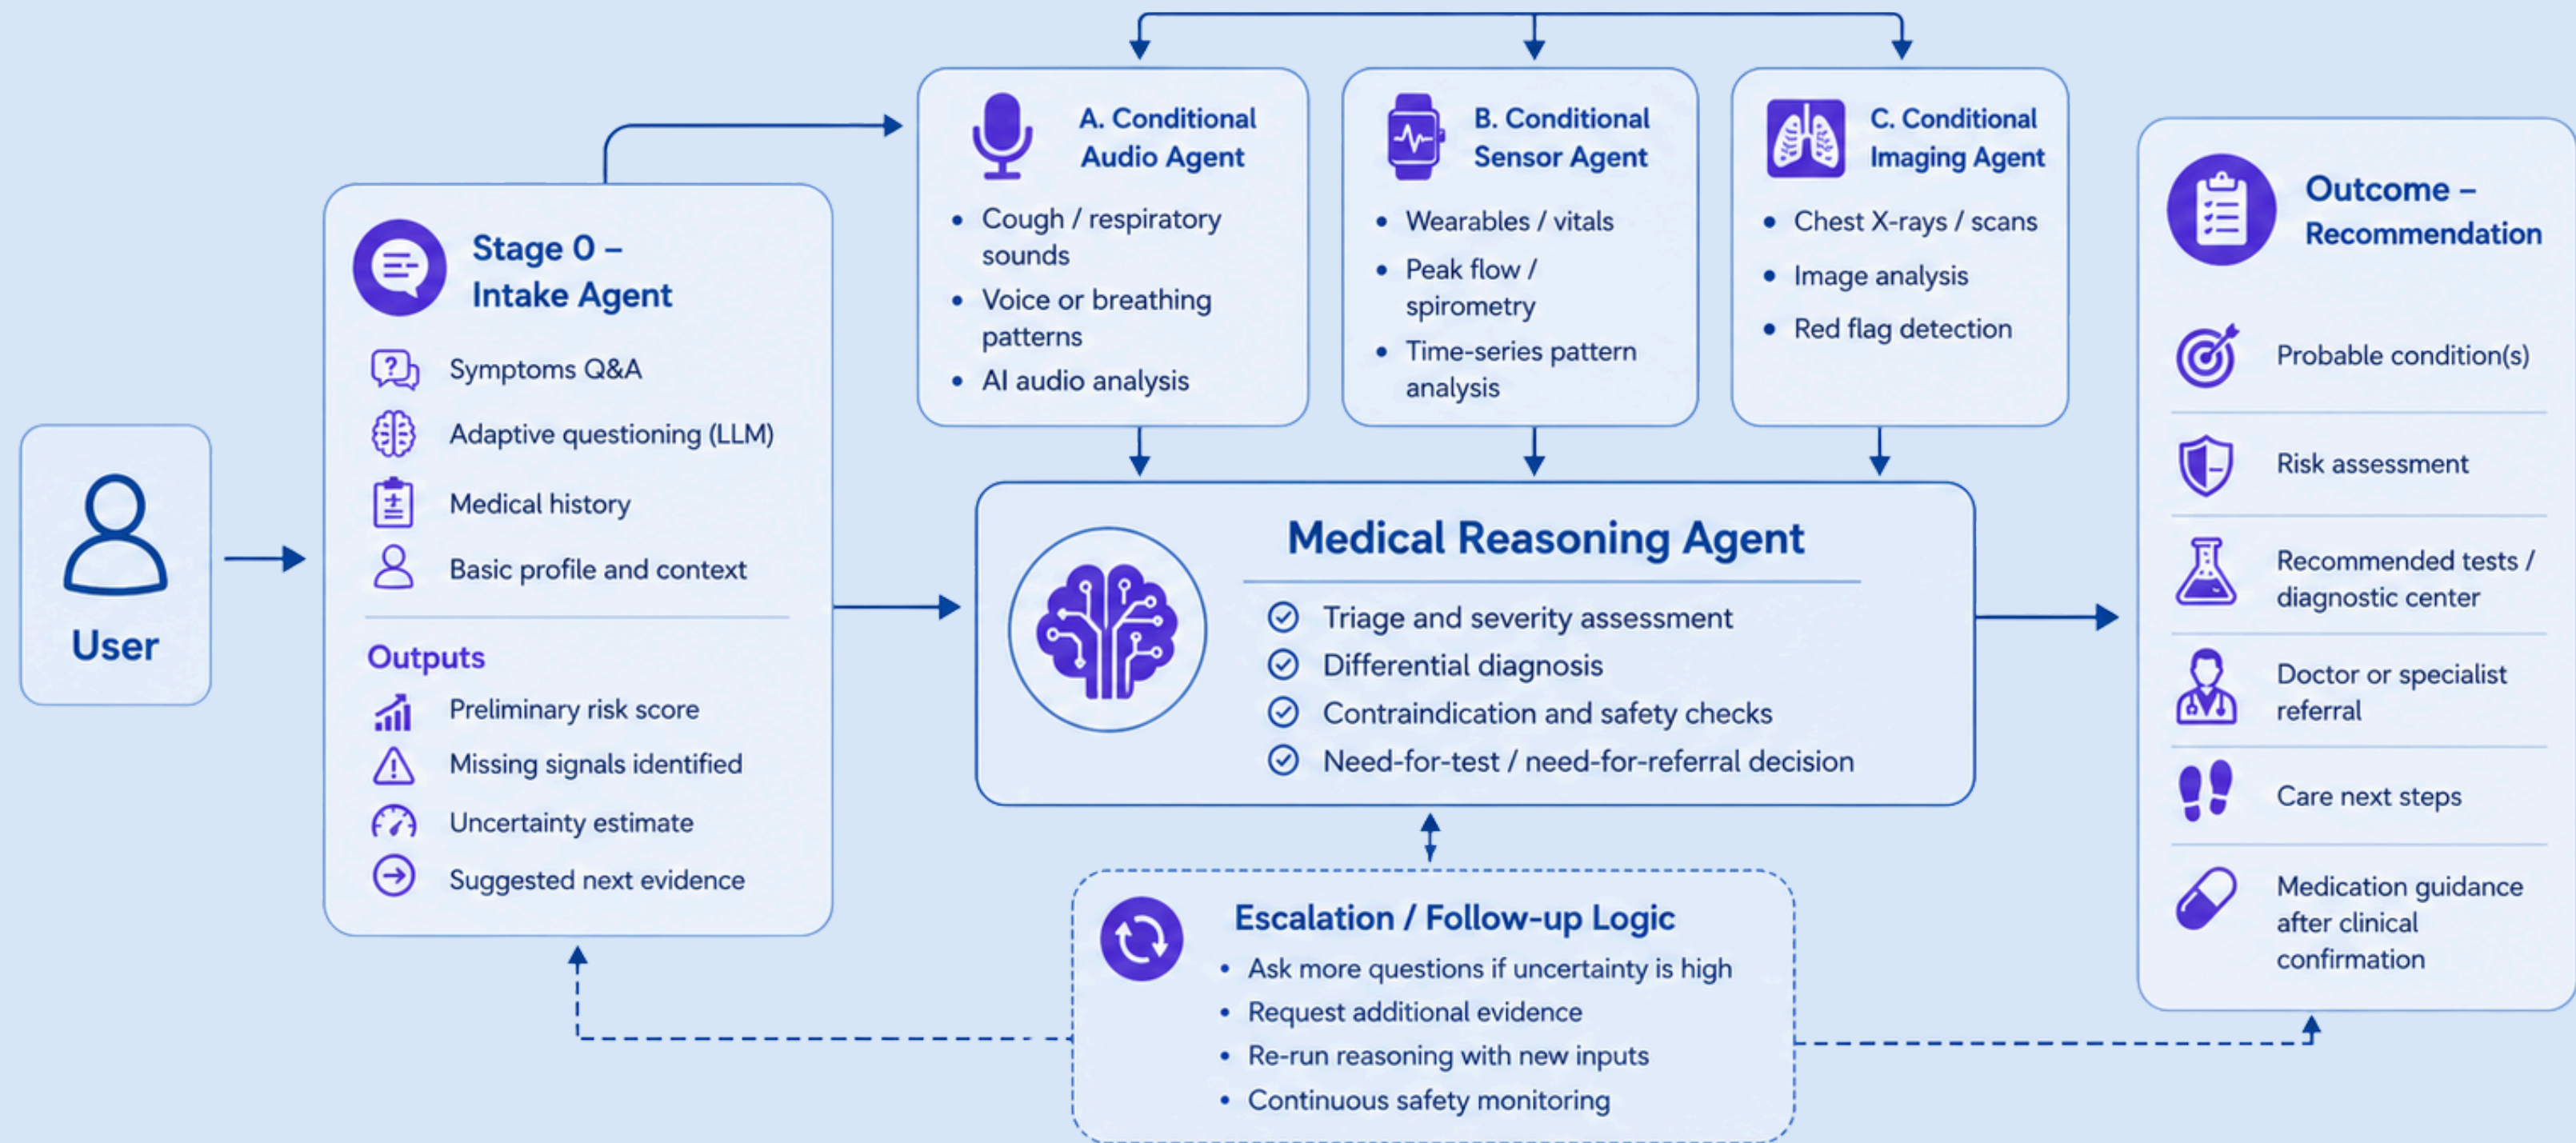 User
Stage 0 –
Intake Agent
Symptoms Q&A
Adaptive questioning (LLM)
Medical history
Basic profile and context
Outputs
Preliminary risk score
Missing signals identified
Uncertainty estimate
Suggested next evidence
A. Conditional
Audio Agent
• Cough / respiratory
sounds
• Voice or breathing
patterns
• AI audio analysis
B. Conditional
Sensor Agent
• Wearables / vitals
• Peak flow /
spirometry
• Time-series pattern
analysis
C. Conditional
Imaging Agent
• Chest X-rays / scans
• Image analysis
• Red flag detection
Medical Reasoning Agent
Triage and severity assessment
Differential diagnosis
Contraindication and safety checks
Need-for-test / need-for-referral decision
Escalation / Follow-up Logic
• Ask more questions if uncertainty is high
• Request additional evidence
• Re-run reasoning with new inputs
• Continuous safety monitoring
Outcome –
Recommendation
Probable condition(s)
Risk assessment
Recommended tests /
diagnostic center
Doctor or specialist
referral
Care next steps
Medication guidance
after clinical
confirmation